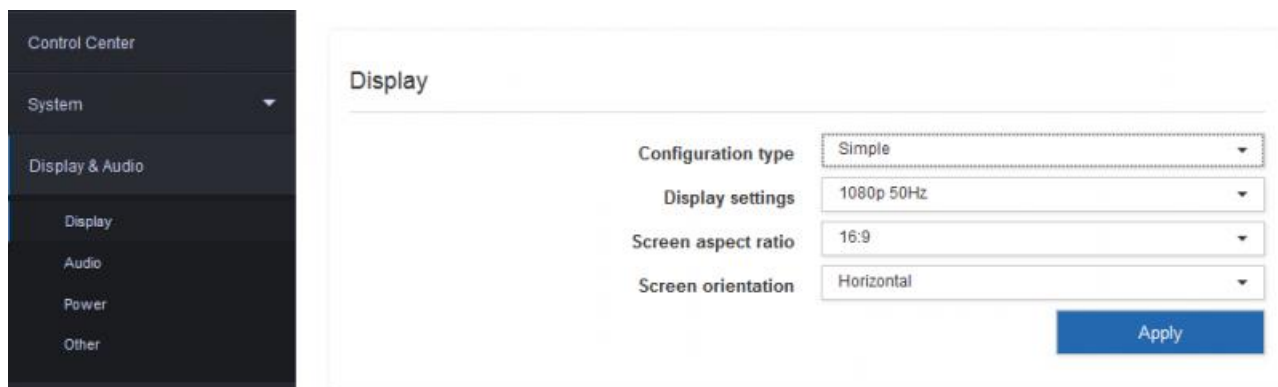 Control Center
System
Display & Audio
Display
Audio
Power
Other
Display
Configuration type Simple
Display settings 1080p 50Hz
Screen aspect ratio 16:9
Screen orientation Horizontal
Apply